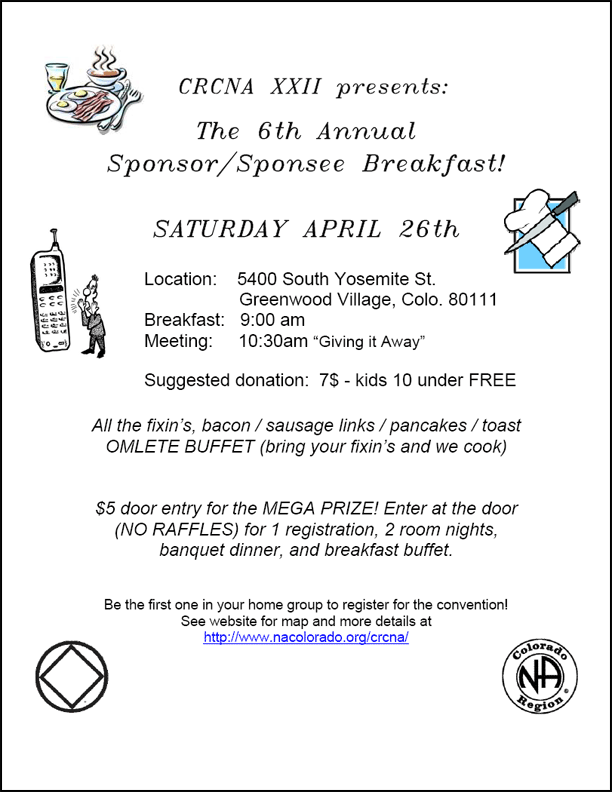 CRCNA XXII presents:
The 6th Annual
Sponsor/Sponsee Breakfast!
SATURDAY APRIL 26th
Location: 5400 South Yosemite St.
Greenwood Village, Colo. 80111
Breakfast: 9:00 am
Meeting: 10:30am “Giving it Away”
Suggested donation: 7$ - kids 10 under FREE
All the fixin’s, bacon / sausage links / pancakes / toast
OMLETE BUFFET (bring your fixin’s and we cook)
$5 door entry for the MEGA PRIZE! Enter at the door
(NO RAFFLES) for 1 registration, 2 room nights,
banquet dinner, and breakfast buffet.
Be the first one in your home group to register for the convention!
See website for map and more details at
http://www.nacolorado.org/crcna/
Colorado
NA
Region ©